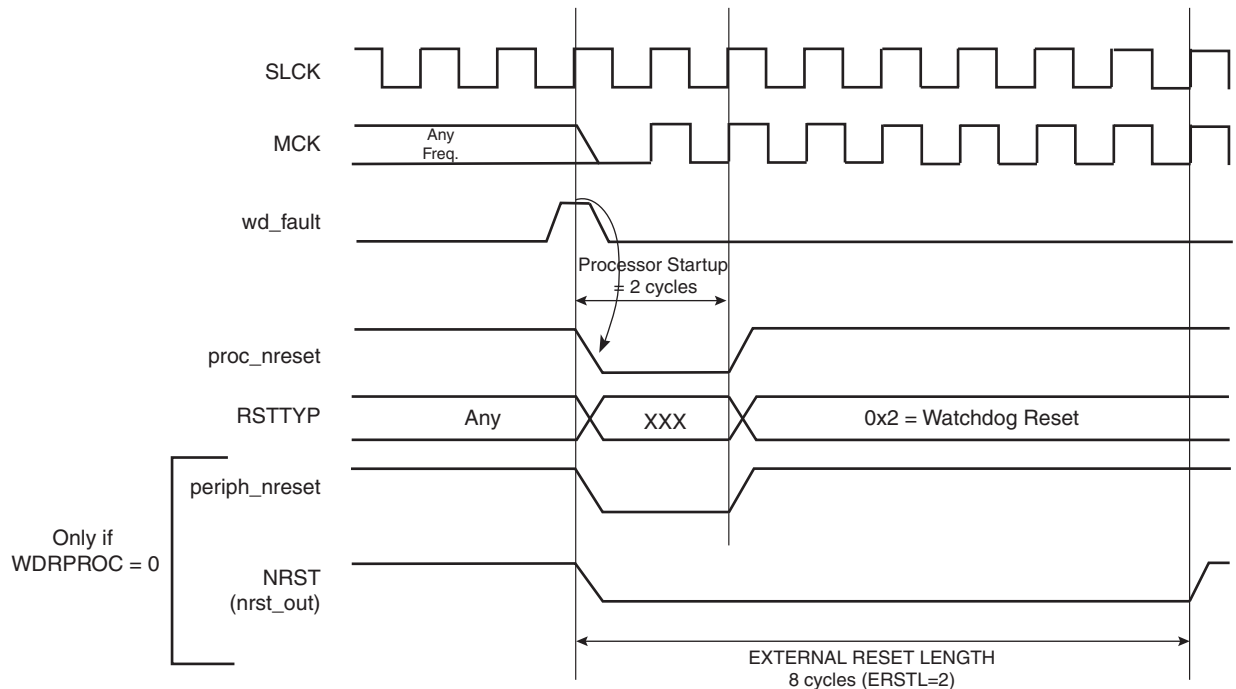 SLCK
MCK
Any
Freq.
wd_fault
Processor Startup
= 2 cycles
proc_nreset
RSTTYP
Any
XXX
0x2 = Watchdog Reset
periph_nreset
Only if
WDRPROC = 0
NRST
(nrst_out)
EXTERNAL RESET LENGTH
8 cycles (ERSTL=2)